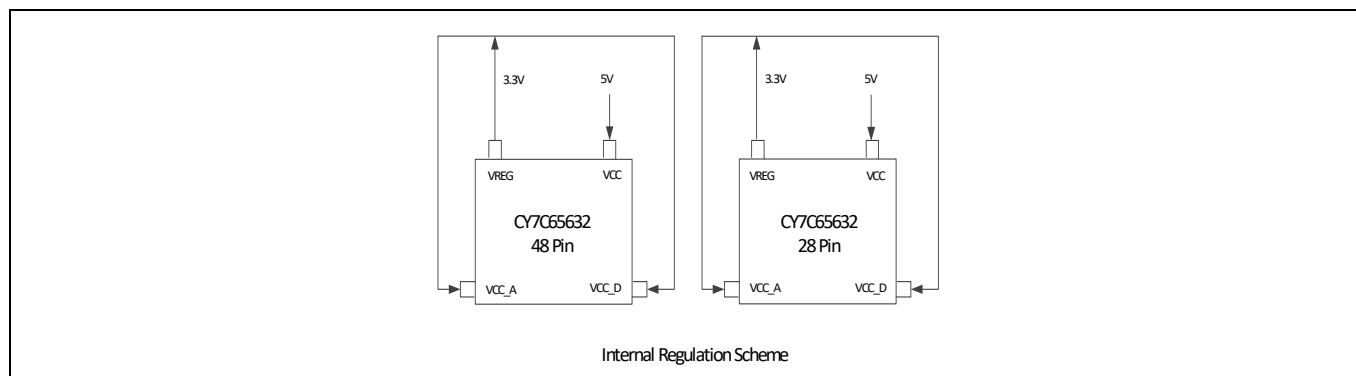 3.3V
5V
VREG
VCC
CY7C65632
48 Pin
VCC_A
VCC_D
3.3V
5V
VREG
VCC
CY7C65632
28 Pin
VCC_A
VCC_D
Internal Regulation Scheme